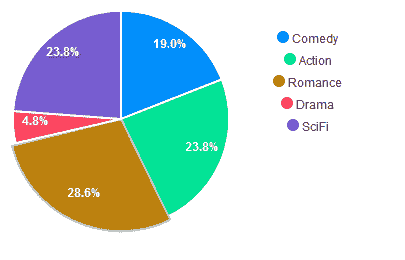 23.8%
19.0%
4.8%
23.8%
28.6%
Comedy
Action
Romance
Drama
SciFi